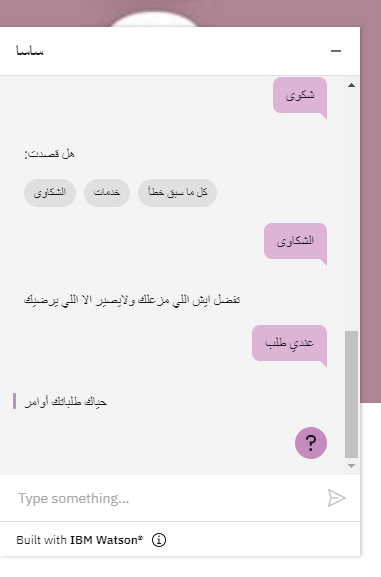 ساسا
شكوى
هل قصدت:
الشكاوى
خدمات
كل ما سبق خطأ
الشكاوى
تفضل ايش اللي مزعلك ولايصير الا اللي يرضيك
عندي طلب
حياك طلباتك أوامر
?
Type something...
Built with IBM Watson®